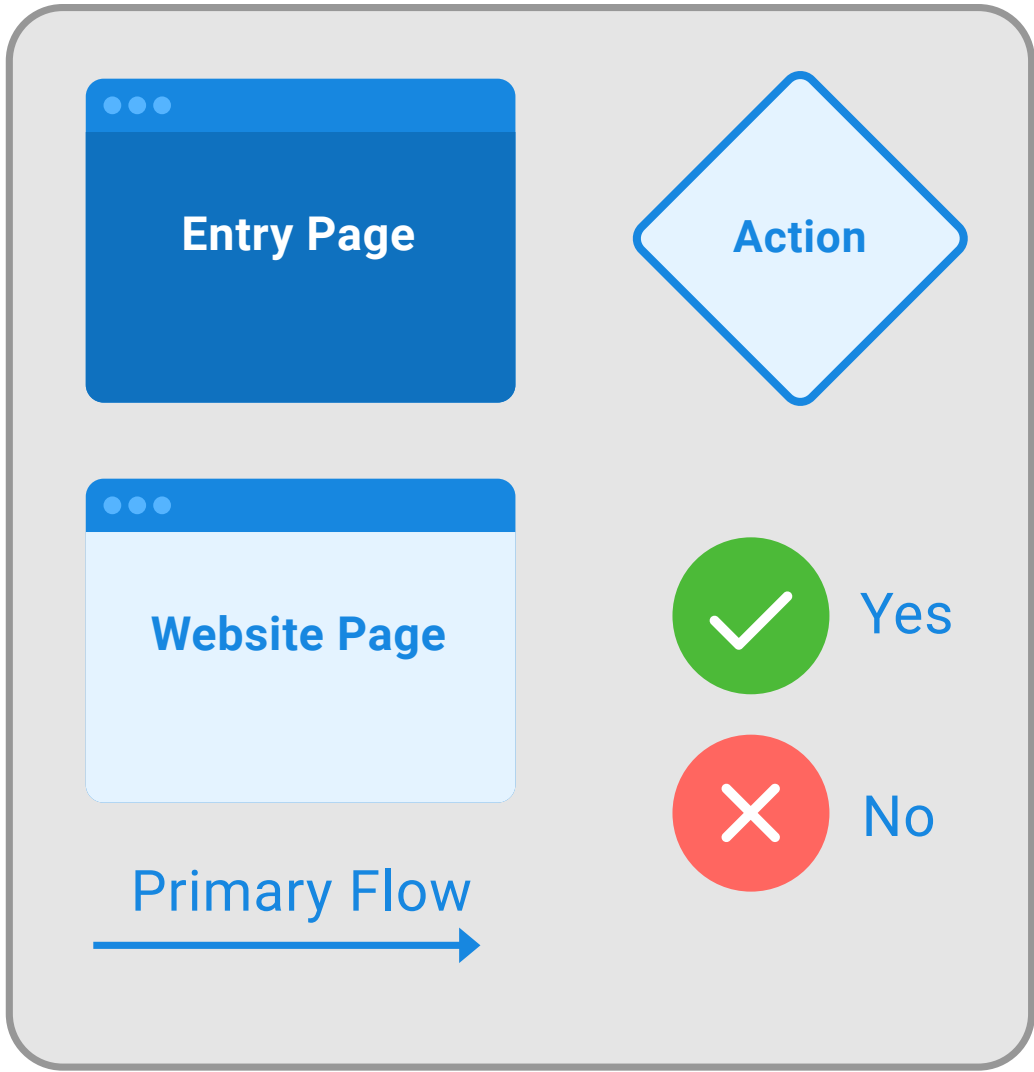 Entry Page
Action
Website Page
Yes
No
Primary Flow